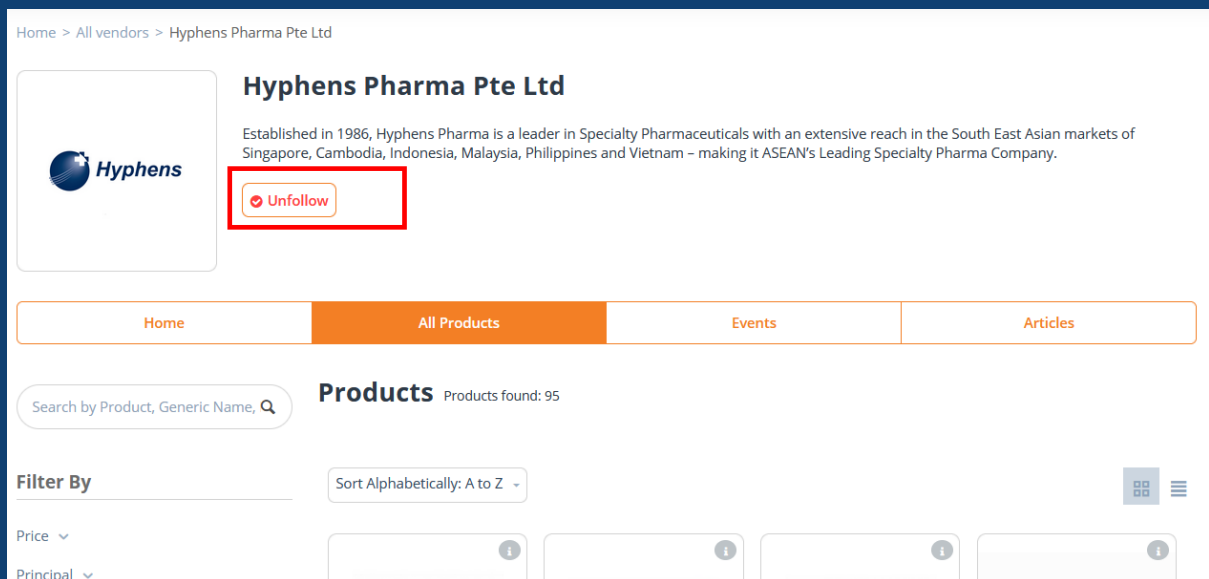 Home > All vendors > Hyphens Pharma Pte Ltd
Hyphens
Hyphens Pharma Pte Ltd
Established in 1986, Hyphens Pharma is a leader in Specialty Pharmaceuticals with an extensive reach in the South East Asian markets of
Singapore, Cambodia, Indonesia, Malaysia, Philippines and Vietnam – making it ASEAN's Leading Specialty Pharma Company.
Unfollow
Home
All Products
Events
Articles
Search by Product, Generic Name,
Products Products found: 95
Filter By
Sort Alphabetically: A to Z
Price
Principal